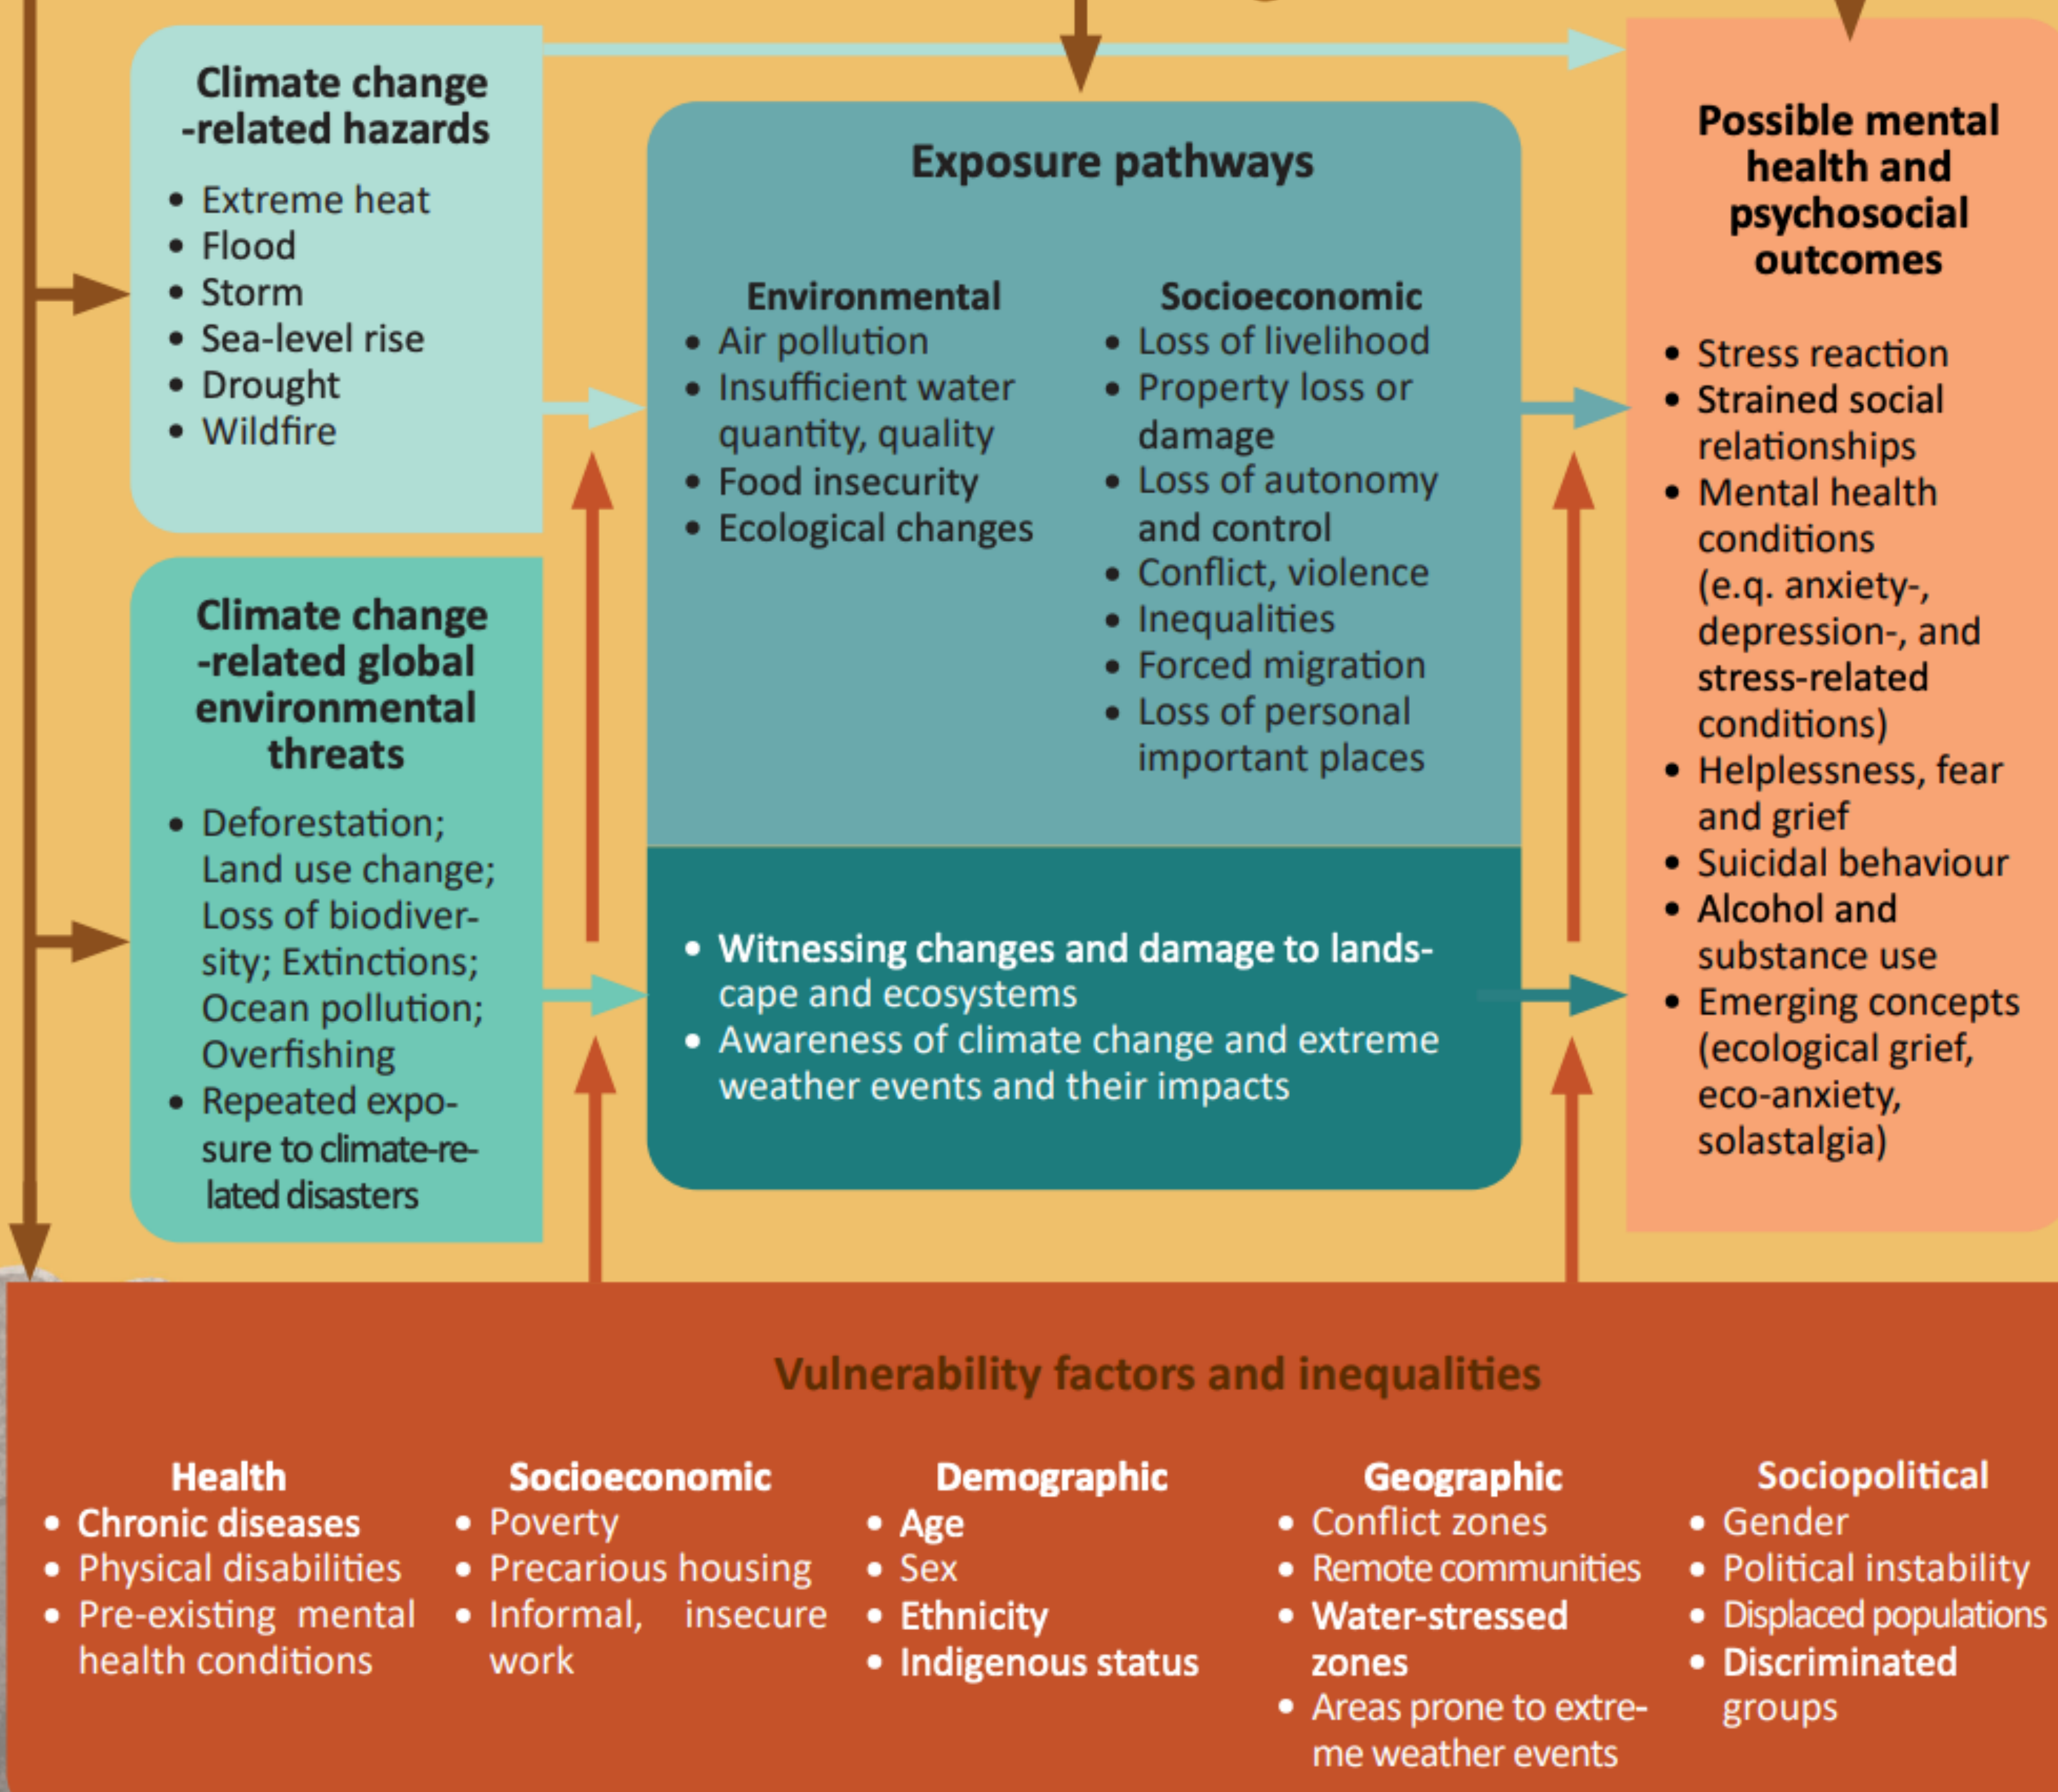 Climate change
-related hazards
• Extreme heat
• Flood
• Storm
• Sea-level rise
• Drought
• Wildfire
Climate change
-related global
environmental
threats
• Deforestation;
Land use change;
Loss of biodiver-
sity; Extinctions;
Ocean pollution;
Overfishing
• Repeated expo-
sure to climate-re-
lated disasters
Exposure pathways
Environmental
• Air pollution
• Insufficient water
quantity, quality
• Food insecurity
• Ecological changes
Socioeconomic
• Loss of livelihood
• Property loss or
damage
• Loss of autonomy
and control
• Conflict, violence
• Inequalities
• Forced migration
• Loss of personal
important places
• Witnessing changes and damage to lands-
cape and ecosystems
• Awareness of climate change and extreme
weather events and their impacts
Possible mental
health and
psychosocial
outcomes
• Stress reaction
• Strained social
relationships
• Mental health
conditions
(e.q. anxiety-,
depression-, and
stress-related
conditions)
• Helplessness, fear
and grief
• Suicidal behaviour
• Alcohol and
substance use
• Emerging concepts
(ecological grief,
eco-anxiety,
solastalgia)
Vulnerability factors and inequalities
Health
• Chronic diseases
• Physical disabilities
• Pre-existing mental
health conditions
Socioeconomic
• Poverty
• Precarious housing
• Informal, insecure
work
Demographic
• Age
• Sex
• Ethnicity
• Indigenous status
Geographic
• Conflict zones
• Remote communities
• Water-stressed
zones
• Areas prone to extre-
me weather events
Sociopolitical
• Gender
• Political instability
• Displaced populations
• Discriminated
groups